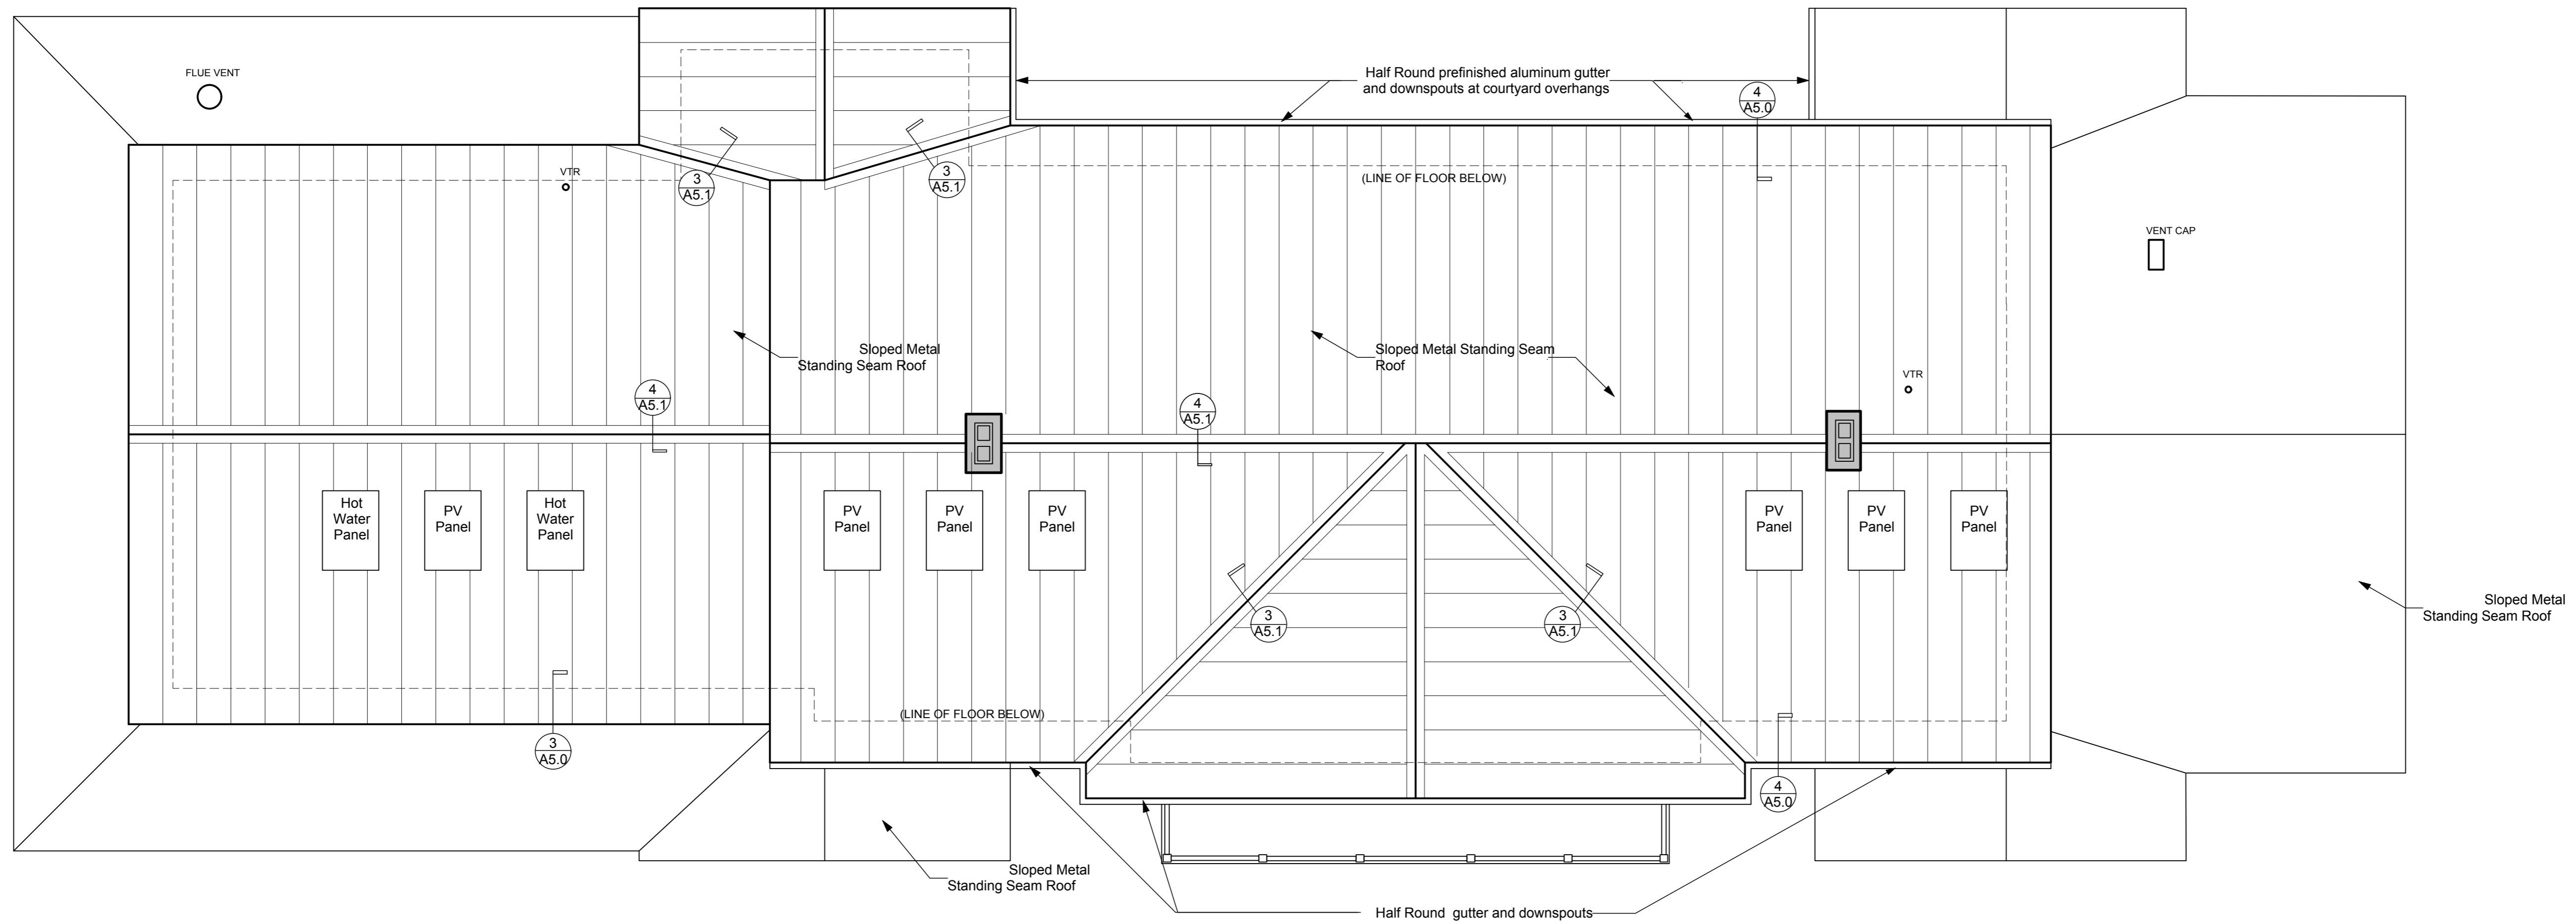 FLUE VENT
Half Round prefinished aluminum gutter
and downspouts at courtyard overhangs
4
A5.0
VTR
3
A5.1
3
A5.1
(LINE OF FLOOR BELOW)
VENT CAP
Sloped Metal
Standing Seam Roof
Sloped Metal Standing Seam
Roof
VTR
4
A5.1
4
A5.1
Hot
Water
Panel
PV
Panel
Hot
Water
Panel
PV
Panel
PV
Panel
PV
Panel
PV
Panel
PV
Panel
PV
Panel
3
A5.1
3
A5.1
Sloped Metal
Standing Seam Roof
(LINE OF FLOOR BELOW)
3
A5.0
4
A5.0
Sloped Metal
Standing Seam Roof
Half Round gutter and downspouts